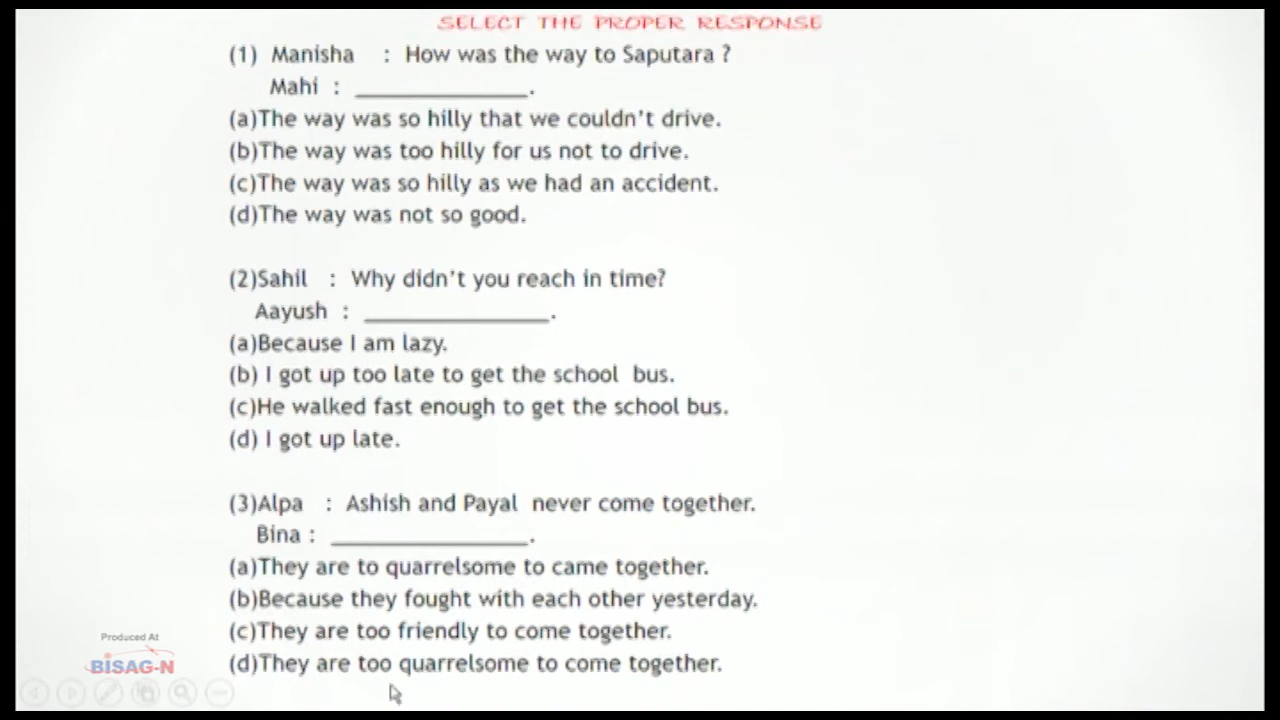 SELECT THE PROPER RESPONSE
(1) Manisha : How was the way to Saputara ?
Mahi : ______________.
(a)The way was so hilly that we couldn't drive.
(b)The way was too hilly for us not to drive.
(c)The way was so hilly as we had an accident.
(d)The way was not so good.
(2)Sahil : Why didn't you reach in time?
Aayush : _______________.
(a)Because I am lazy.
(b) I got up too late to get the school bus.
(c)He walked fast enough to get the school bus.
(d) I got up late.
(3)Alpa : Ashish and Payal never come together.
Bina : ________________.
(a)They are to quarrelsome to came together.
(b)Because they fought with each other yesterday.
(c)They are too friendly to come together.
(d)They are too quarrelsome to come together.
Produced At
BISAG-N